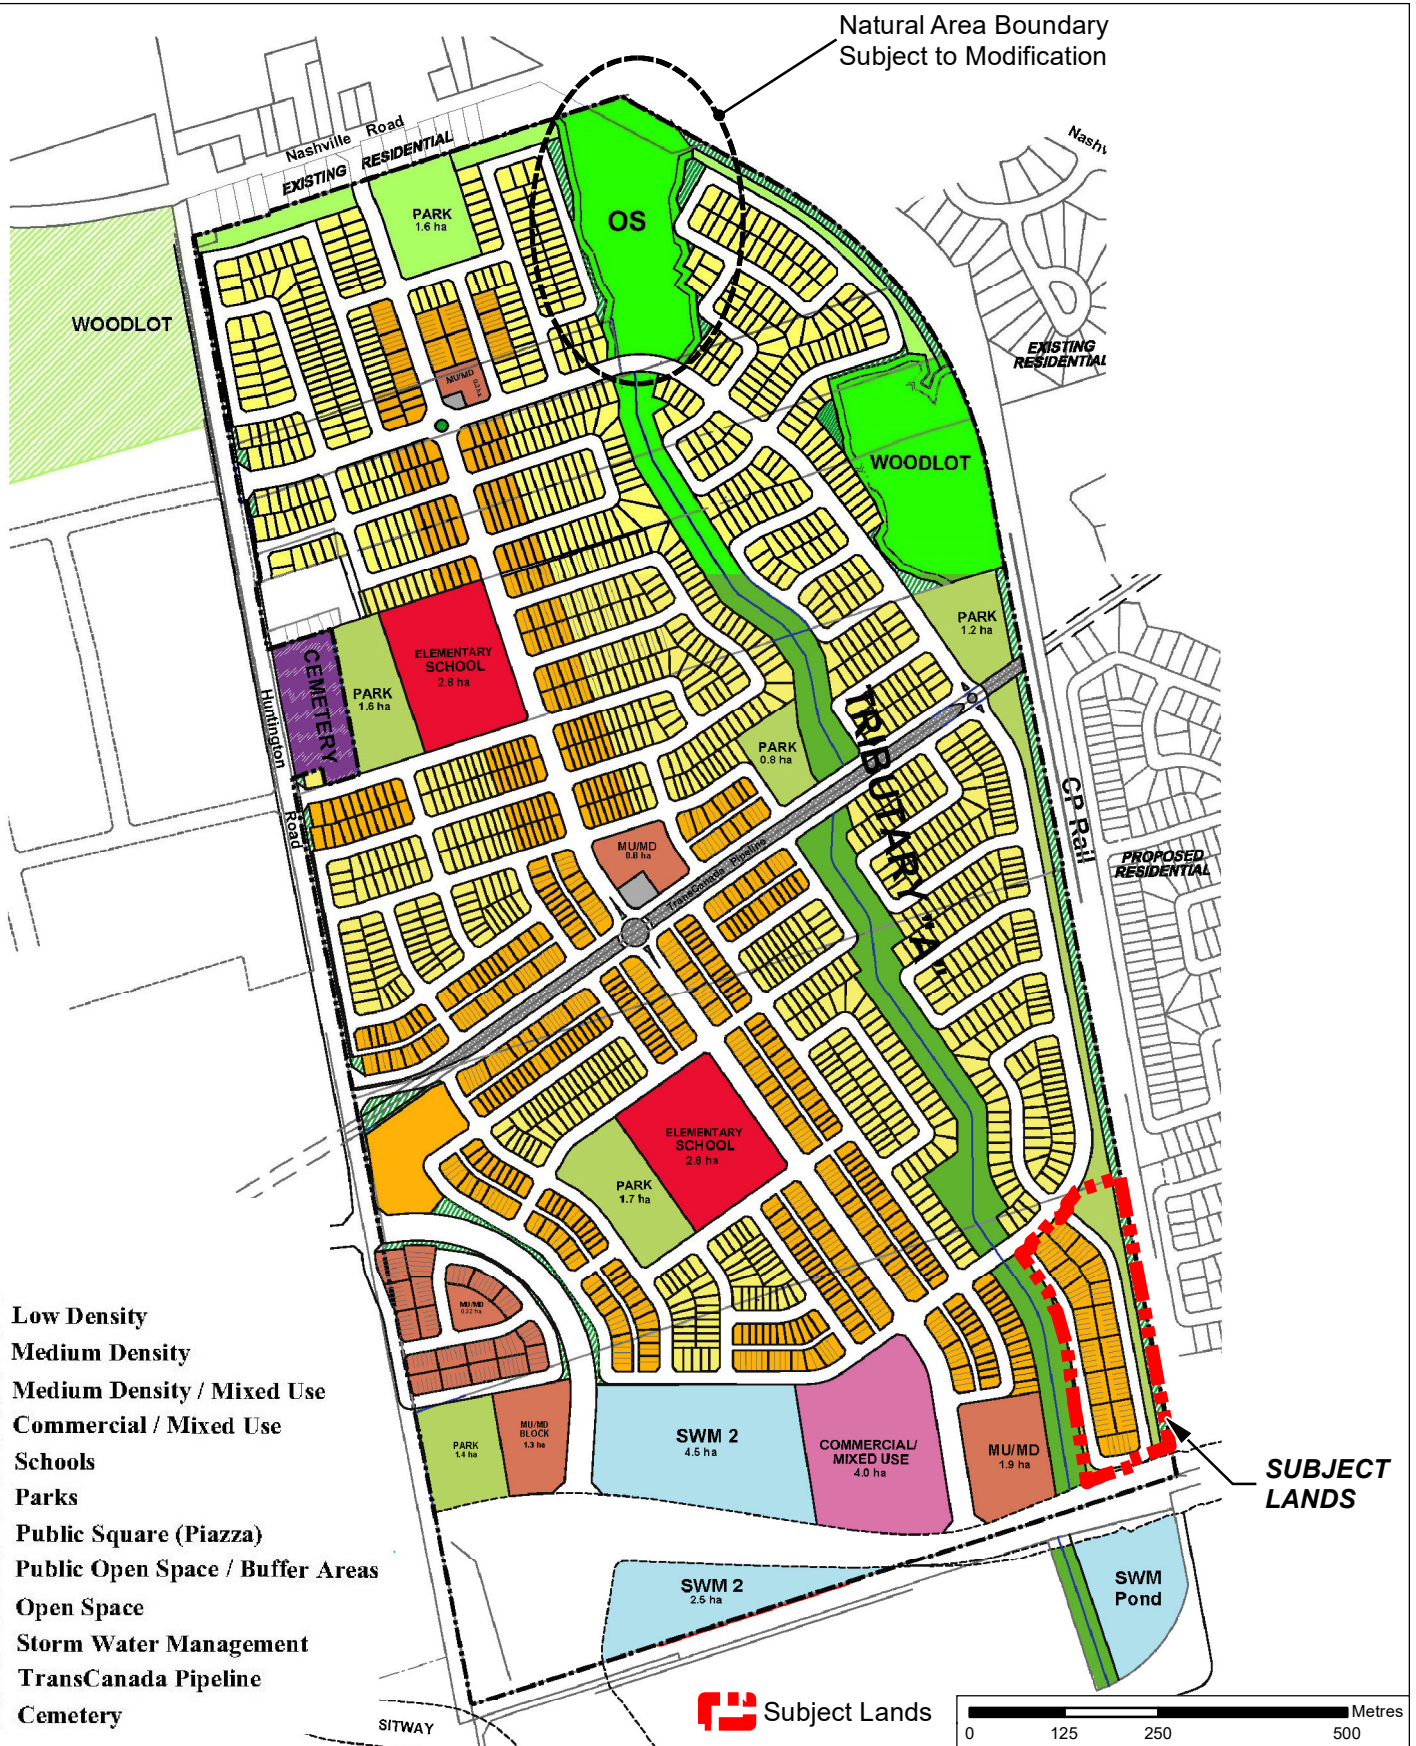 Natural Area Boundary
Subject to Modification
Nashville Road
EXISTING RESIDENTIAL
PARK
1.6 ha
OS
WOODLOT
EXISTING
RESIDENTIAL
MU/MD
WOODLOT
PARK
1.2 ha
ELEMENTARY
SCHOOL
2.8 ha
CEMETERY
PARK
1.6 ha
Huntington
Road
PARK
0.8 ha
TRIBUTARY "A"
CP Rail
MU/MD
0.8 ha
TransCanada Pipeline
PROPOSED
RESIDENTIAL
ELEMENTARY
SCHOOL
2.8 ha
PARK
1.7 ha
MU/MD
0.22 ha
Low Density
Medium Density
Medium Density / Mixed Use
Commercial / Mixed Use
Schools
Parks
Public Square (Piazza)
Public Open Space / Buffer Areas
Open Space
Storm Water Management
TransCanada Pipeline
Cemetery
PARK
1.4 ha
MU/MD
BLOCK
1.3 ha
SWM 2
4.5 ha
COMMERCIAL/
MIXED USE
4.0 ha
MU/MD
1.9 ha
SUBJECT
LANDS
SWM 2
2.5 ha
SWM
Pond
SITWAY
Subject Lands
Metres
0 125 250 500